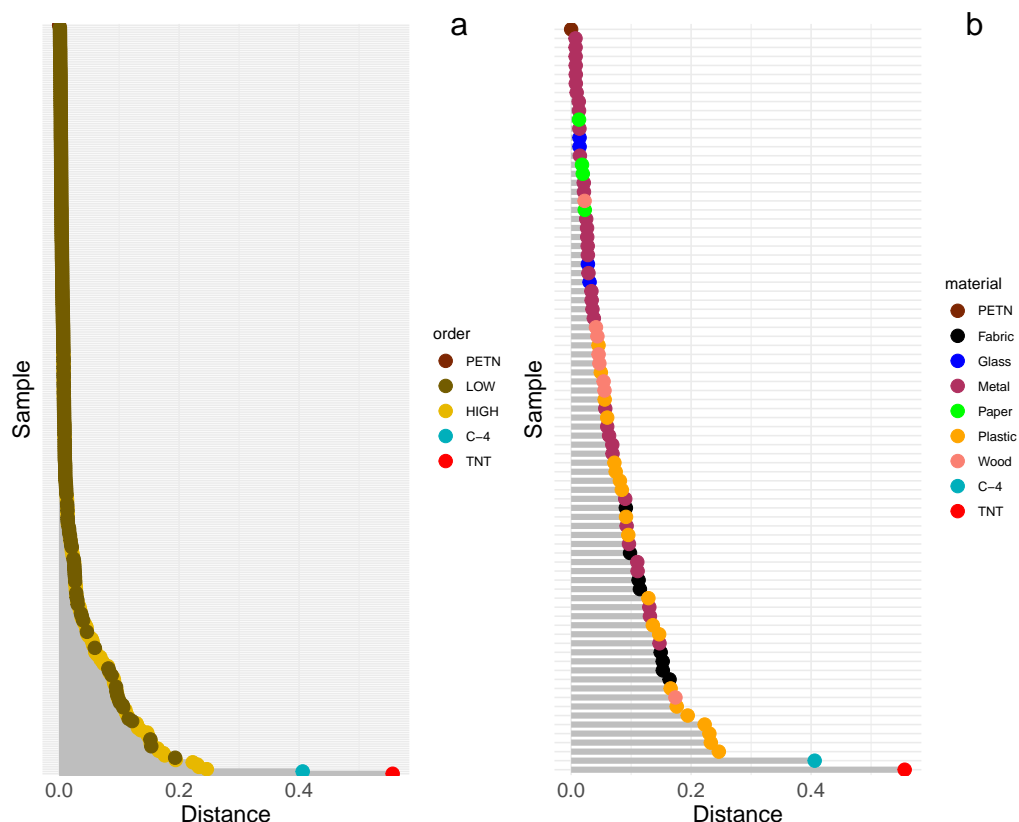 a
Sample
0.0 0.2 0.4
Distance
order
PETN
LOW
HIGH
C−4
TNT
b
Sample
0.0 0.2 0.4
Distance
material
PETN
Fabric
Glass
Metal
Paper
Plastic
Wood
C−4
TNT